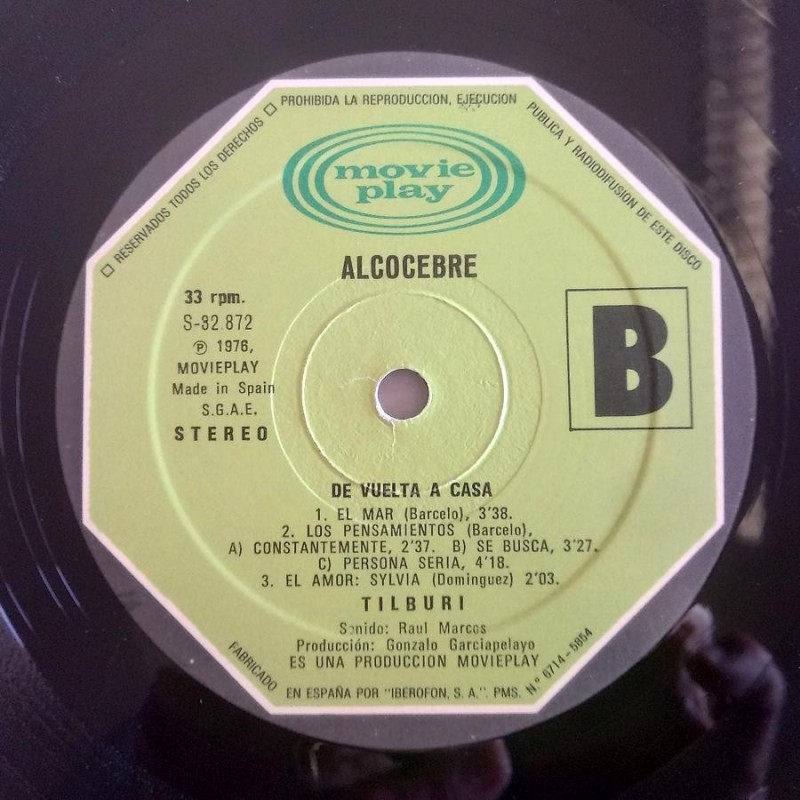 □ RESERVADOS TODOS LOS DERECHOS □ PROHIBIDA LA REPRODUCCION, EJECUCION PUBLICA Y RADIODIFUSION DE ESTE DISCO
movie
play
ALCOCEBRE
33 rpm.
S-32.872
℗ 1976,
MOVIEPLAY
Made in Spain
S.G.A.E.
STEREO
B
DE VUELTA A CASA
1. EL MAR (Barcelo), 3'38.
2. LOS PENSAMIENTOS (Barcelo),
A) CONSTANTEMENTE, 2'37. B) SE BUSCA, 3'27.
C) PERSONA SERIA, 4'18.
3. EL AMOR: SYLVIA (Dominguez) 2'03.
TILBURI
Sonido: Raul Marcos
Producción: Gonzalo Garciapelayo
ES UNA PRODUCCION MOVIEPLAY
FABRICADO EN ESPAÑA POR "IBEROFON, S. A.". PMS. N.º 6714-5854